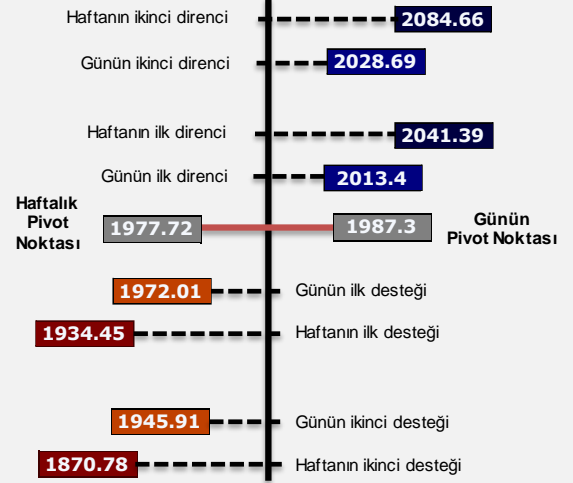 Haftanın ikinci direnci 2084.66
Günün ikinci direnci 2028.69
Haftanın ilk direnci 2041.39
Günün ilk direnci 2013.4
Haftalık
Pivot
Noktası
1977.72 1987.3
Günün
Pivot Noktası
1972.01 Günün ilk desteği
1934.45 Haftanın ilk desteği
1945.91 Günün ikinci desteği
1870.78 Haftanın ikinci desteği